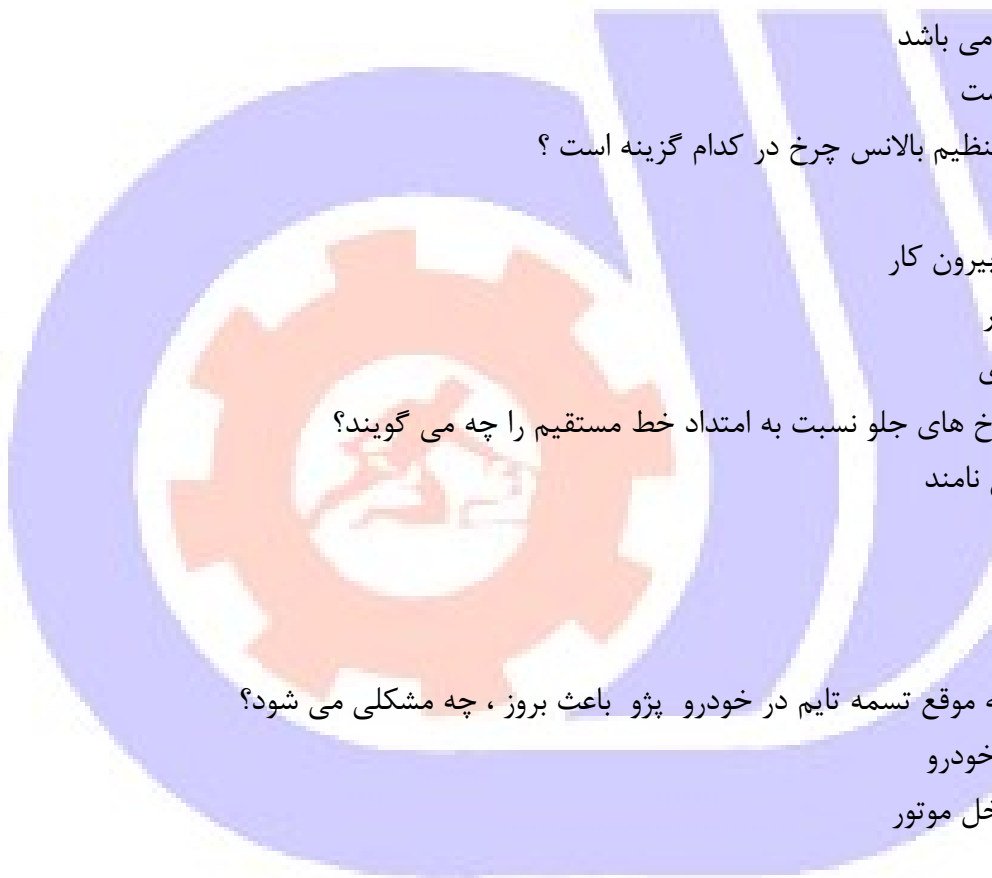 می باشد
ست
نظیم بالانس چرخ در کدام گزینه است ؟
بیرون کار
ر
ی
خ های جلو نسبت به امتداد خط مستقیم را چه می گویند؟
نامند
ه موقع تسمه تایم در خودرو پژو باعث بروز ، چه مشکلی می شود؟
خودرو
خل موتور